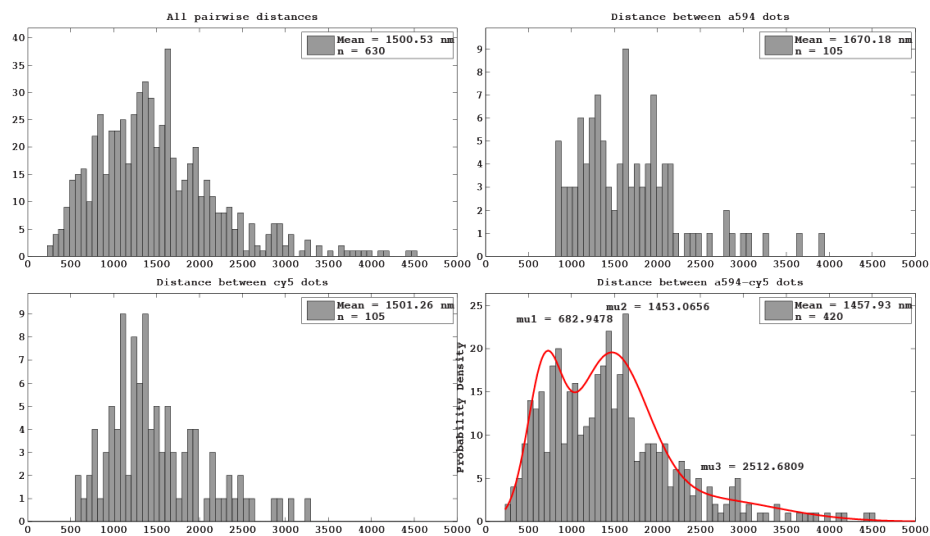 All pairwise distances
Mean = 1500.53 nm
n = 630
40
35
30
25
20
15
10
5
0
0 500 1000 1500 2000 2500 3000 3500 4000 4500 5000
Distance between a594 dots
Mean = 1670.18 nm
n = 105
9
8
7
6
5
4
3
2
1
0
0 500 1000 1500 2000 2500 3000 3500 4000 4500 5000
Distance between cy5 dots
Mean = 1501.26 nm
n = 105
9
8
7
6
5
4
3
2
1
0
0 500 1000 1500 2000 2500 3000 3500 4000 4500 5000
Distance between a594-cy5 dots
Mean = 1457.93 nm
n = 420
mu2 = 1453.0656
mu1 = 682.9478
mu3 = 2512.6809
Probability Density
25
20
15
10
5
0
0 500 1000 1500 2000 2500 3000 3500 4000 4500 5000